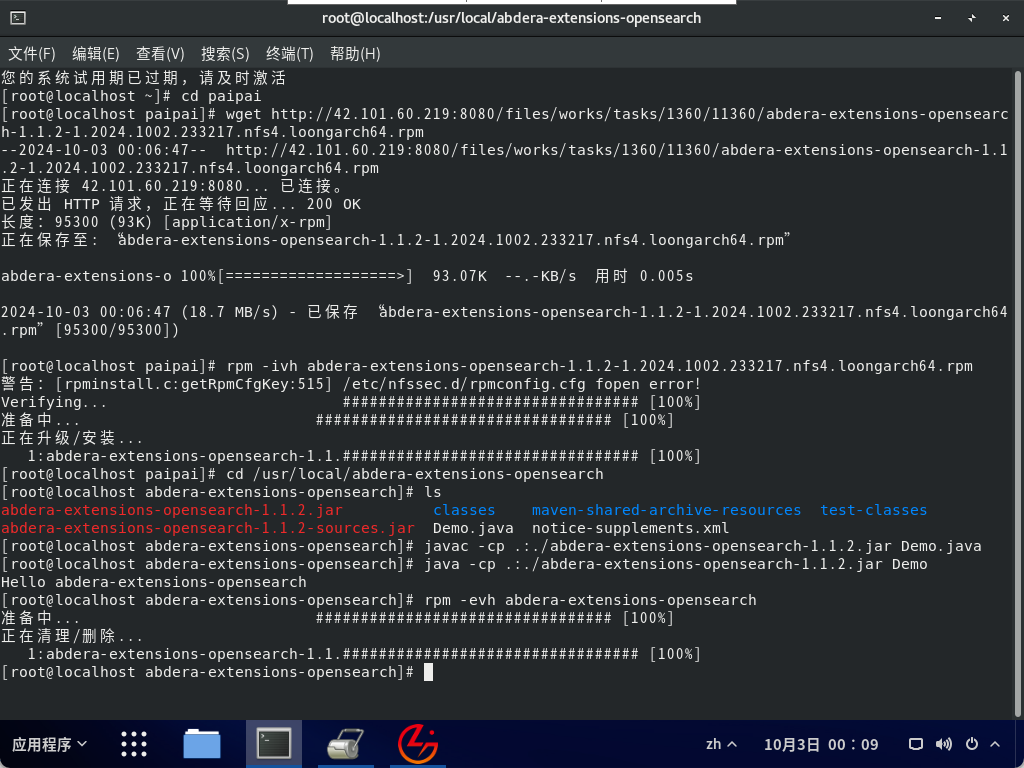 root@localhost:/usr/local/abdera-extensions-opensearch
文件(F) 编辑(E) 查看(V) 搜索(S) 终端(T) 帮助(H)
您的系统试用期已过期，请及时激活
[root@localhost ~]# cd paipai
[root@localhost paipai]# wget http://42.101.60.219:8080/files/works/tasks/1360/11360/abdera-extensions-opensearc
h-1.1.2-1.2024.1002.233217.nfs4.loongarch64.rpm
--2024-10-03 00:06:47--  http://42.101.60.219:8080/files/works/tasks/1360/11360/abdera-extensions-opensearch-1.1
.2-1.2024.1002.233217.nfs4.loongarch64.rpm
正在连接 42.101.60.219:8080... 已连接。
已发出 HTTP 请求，正在等待回应... 200 OK
长度：95300 (93K) [application/x-rpm]
正在保存至: “abdera-extensions-opensearch-1.1.2-1.2024.1002.233217.nfs4.loongarch64.rpm”
abdera-extensions-o 100%[===================>]  93.07K  --.-KB/s  用时 0.005s
2024-10-03 00:06:47 (18.7 MB/s) - 已保存 “abdera-extensions-opensearch-1.1.2-1.2024.1002.233217.nfs4.loongarch64
.rpm” [95300/95300])
[root@localhost paipai]# rpm -ivh abdera-extensions-opensearch-1.1.2-1.2024.1002.233217.nfs4.loongarch64.rpm
警告：[rpminstall.c:getRpmCfgKey:515] /etc/nfssec.d/rpmconfig.cfg fopen error!
Verifying...                          ################################# [100%]
准备中...                          ################################# [100%]
正在升级/安装...
   1:abdera-extensions-opensearch-1.1.################################# [100%]
[root@localhost paipai]# cd /usr/local/abdera-extensions-opensearch
[root@localhost abdera-extensions-opensearch]# ls
abdera-extensions-opensearch-1.1.2.jar          classes    maven-shared-archive-resources  test-classes
abdera-extensions-opensearch-1.1.2-sources.jar  Demo.java  notice-supplements.xml
[root@localhost abdera-extensions-opensearch]# javac -cp .:./abdera-extensions-opensearch-1.1.2.jar Demo.java
[root@localhost abdera-extensions-opensearch]# java -cp .:./abdera-extensions-opensearch-1.1.2.jar Demo
Hello abdera-extensions-opensearch
[root@localhost abdera-extensions-opensearch]# rpm -evh abdera-extensions-opensearch
准备中...                          ################################# [100%]
正在清理/删除...
   1:abdera-extensions-opensearch-1.1.################################# [100%]
[root@localhost abdera-extensions-opensearch]#
应用程序 zh 10月3日 00：09